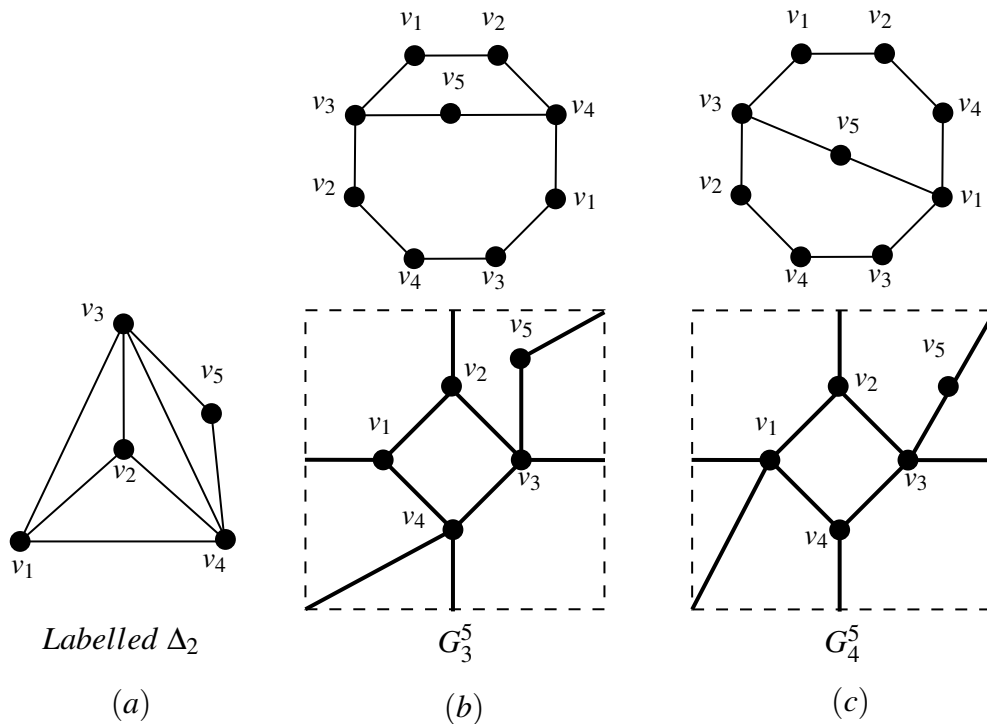 v₁ v₂
v₃ v₅ v₄
v₂ v₁
v₄ v₃
v₁ v₂
v₃ v₅ v₄
v₂ v₁
v₄ v₃
v₃
v₅
v₂
v₁ v₄
Labelled Δ₂
(a)
v₅
v₂
v₁
v₃
v₄
G₃⁵
(b)
v₅
v₂
v₁
v₃
v₄
G₄⁵
(c)